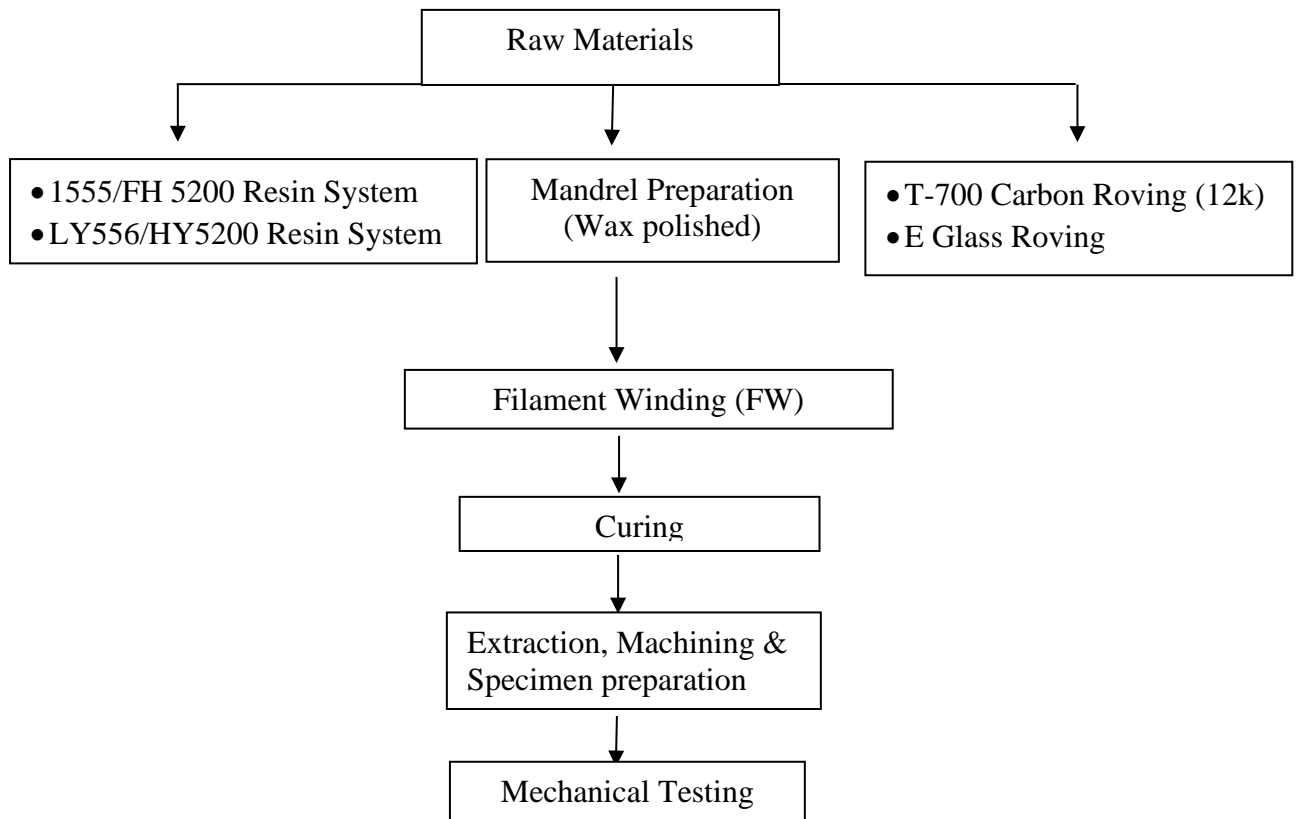 Raw Materials
• 1555/FH 5200 Resin System
• LY556/HY5200 Resin System
Mandrel Preparation
(Wax polished)
• T-700 Carbon Roving (12k)
• E Glass Roving
Filament Winding (FW)
Curing
Extraction, Machining &
Specimen preparation
Mechanical Testing